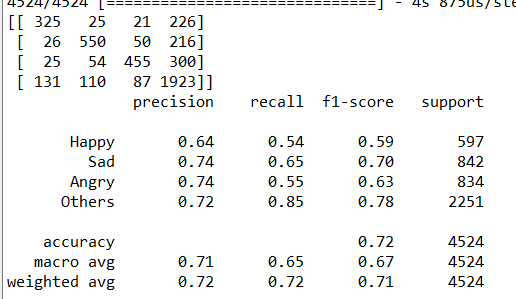 4524/4524 [==============================] - 4s 875us/ste
[[ 325   25   21  226]
 [  26  550   50  216]
 [  25   54  455  300]
 [ 131  110   87 1923]]
              precision    recall  f1-score   support

       Happy       0.64      0.54      0.59       597
         Sad       0.74      0.65      0.70       842
       Angry       0.74      0.55      0.63       834
      Others       0.72      0.85      0.78      2251

    accuracy                           0.72      4524
   macro avg       0.71      0.65      0.67      4524
weighted avg       0.72      0.72      0.71      4524